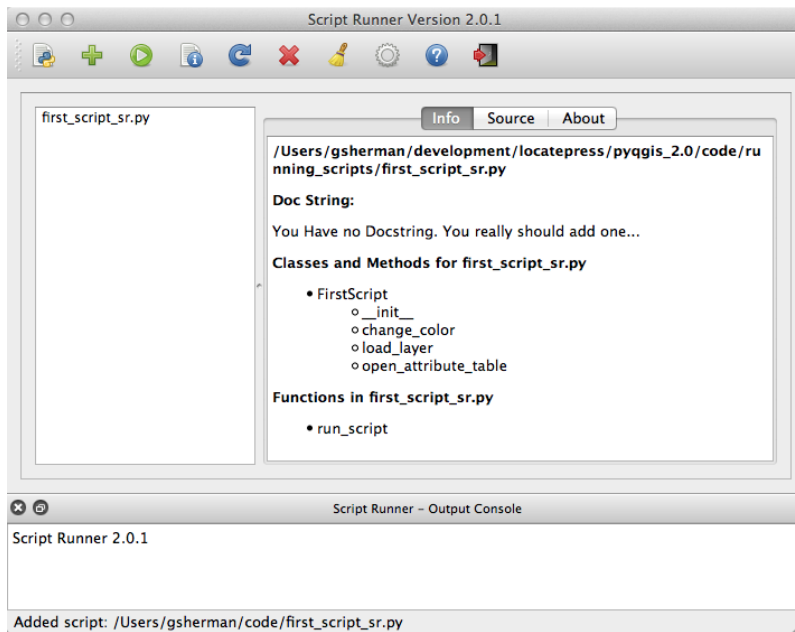 Script Runner Version 2.0.1
first_script_sr.py
Info Source About
/Users/gsherman/development/locatepress/pyqgis_2.0/code/ru
nning_scripts/first_script_sr.py
Doc String:
You Have no Docstring. You really should add one...
Classes and Methods for first_script_sr.py
• FirstScript
○ __init__
○ change_color
○ load_layer
○ open_attribute_table
Functions in first_script_sr.py
• run_script
Script Runner – Output Console
Script Runner 2.0.1
Added script: /Users/gsherman/code/first_script_sr.py